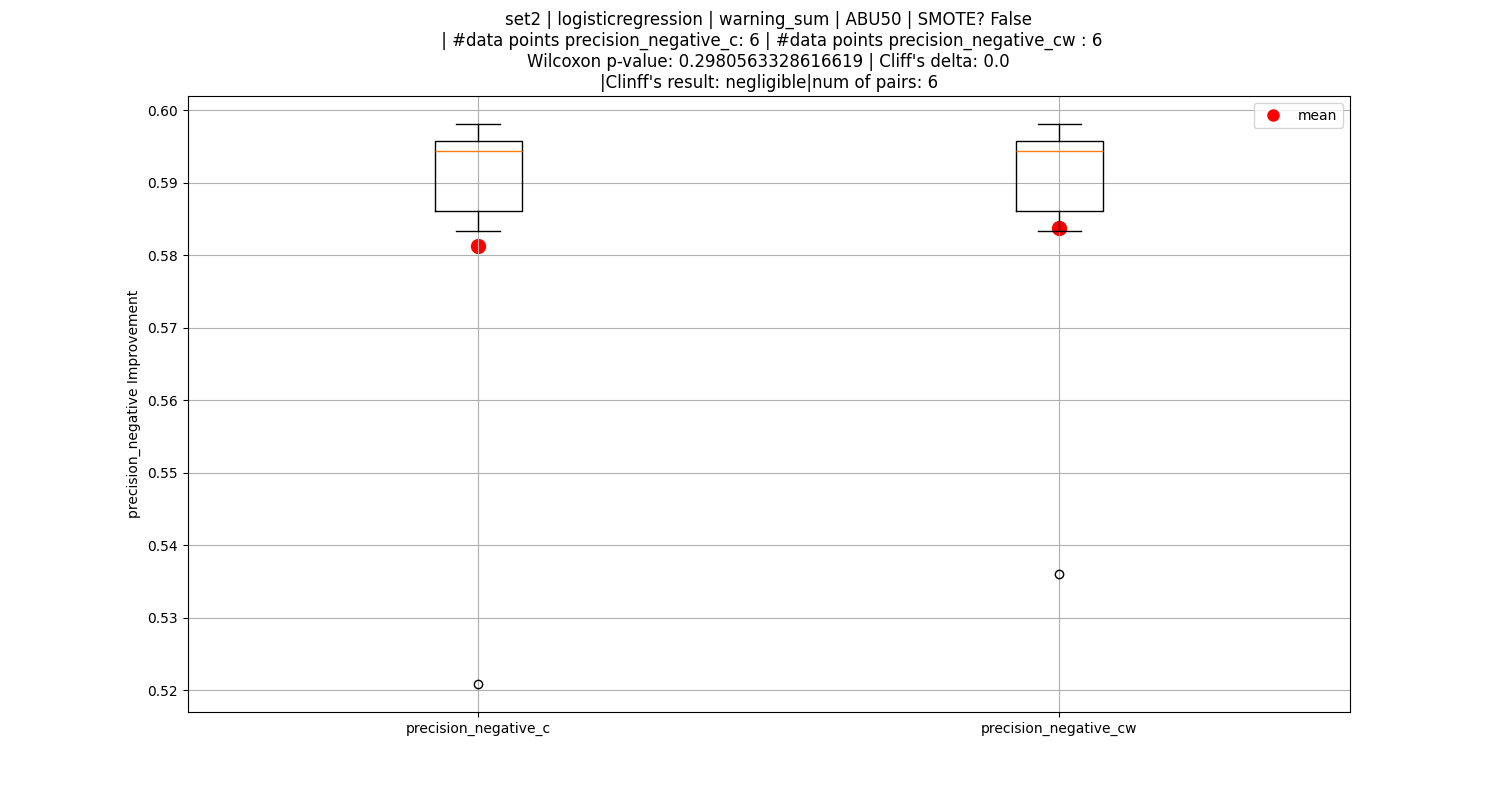 set2 | logisticregression | warning_sum | ABU50 | SMOTE? False
| #data points precision_negative_c: 6 | #data points precision_negative_cw : 6
Wilcoxon p-value: 0.2980563328616619 | Cliff's delta: 0.0
|Clinff's result: negligible|num of pairs: 6
mean
0.60
0.59
0.58
0.57
0.56
0.55
0.54
0.53
0.52
precision_negative Improvement
precision_negative_c
precision_negative_cw